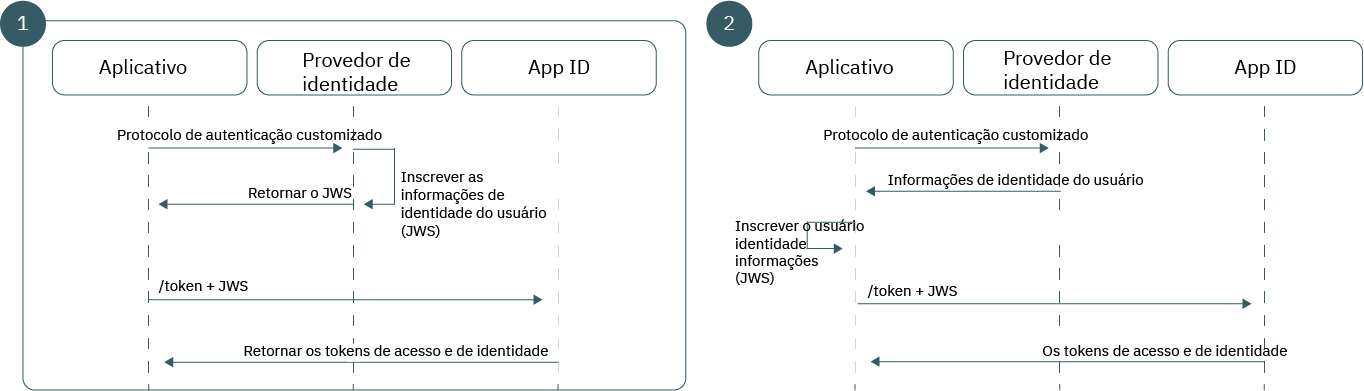 1
Aplicativo
Provedor de
identidade
App ID
Protocolo de autenticação customizado
Inscrever as
informações de
identidade do usuário
(JWS)
Retornar o JWS
/token + JWS
Retornar os tokens de acesso e de identidade
2
Aplicativo
Provedor de
identidade
App ID
Protocolo de autenticação customizado
Informações de identidade do usuário
Inscrever o usuário
identidade
informações
(JWS)
/token + JWS
Os tokens de acesso e de identidade